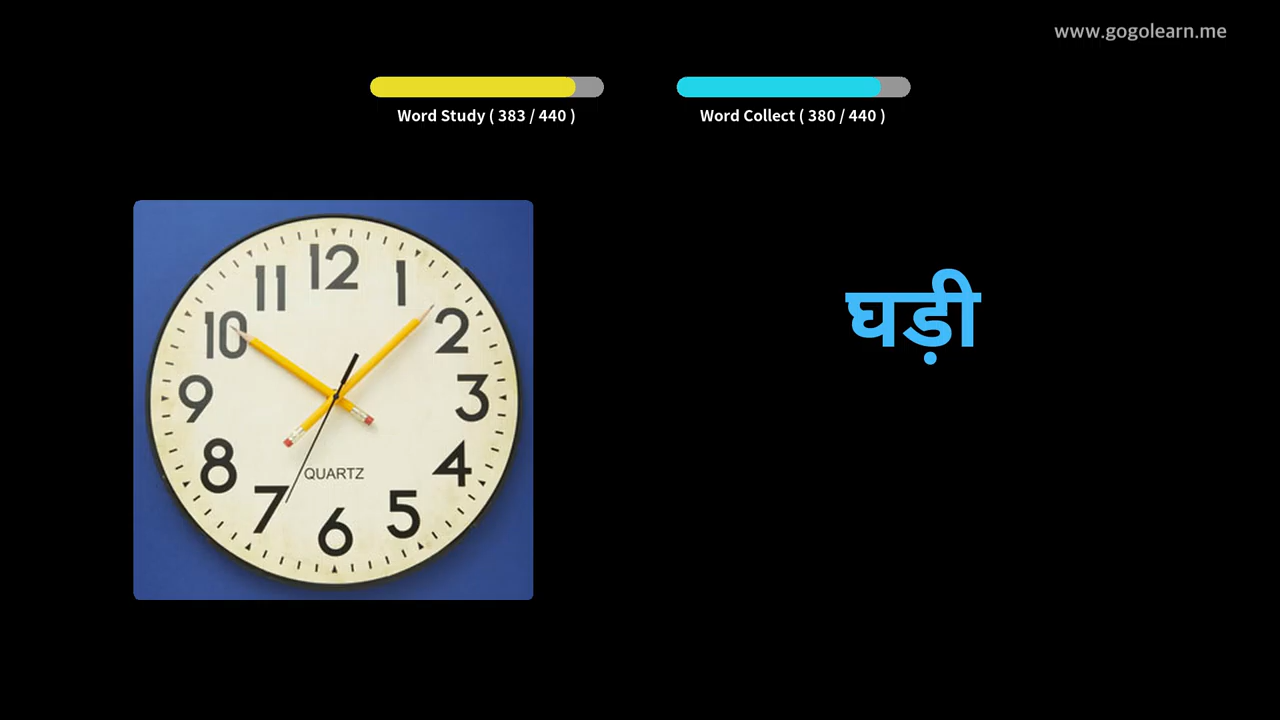 www.gogolearn.me
Word Study ( 383 / 440 )
Word Collect ( 380 / 440 )
12
11
1
10
2
9
3
8
4
7
5
6
QUARTZ
घड़ी